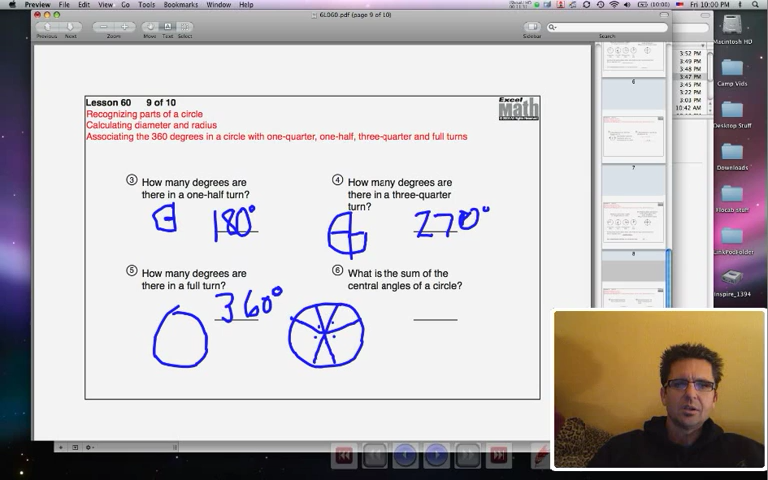 Preview File Edit View Go Tools Bookmarks Window Help
(10:00) Fri 10:00 PM
6L060.pdf (page 9 of 10)
Previous Next Zoom Move Text Select Sidebar Search
Lesson 60 9 of 10
Excel Math
Recognizing parts of a circle
Calculating diameter and radius
Associating the 360 degrees in a circle with one-quarter, one-half, three-quarter and full turns
③ How many degrees are
there in a one-half turn?
180°
④ How many degrees are
there in a three-quarter
turn?
270°
⑤ How many degrees are
there in a full turn?
360°
⑥ What is the sum of the
central angles of a circle?
6
7
8
3:52 PM
3:49 PM
3:48 PM
3:47 PM
3:45 PM
3:22 PM
3:03 PM
10:42 AM
Macintosh HD
Camp Vids
Desktop Stuff
Downloads
Flocab Stuff
LinkPodFolder
Inspire_1394